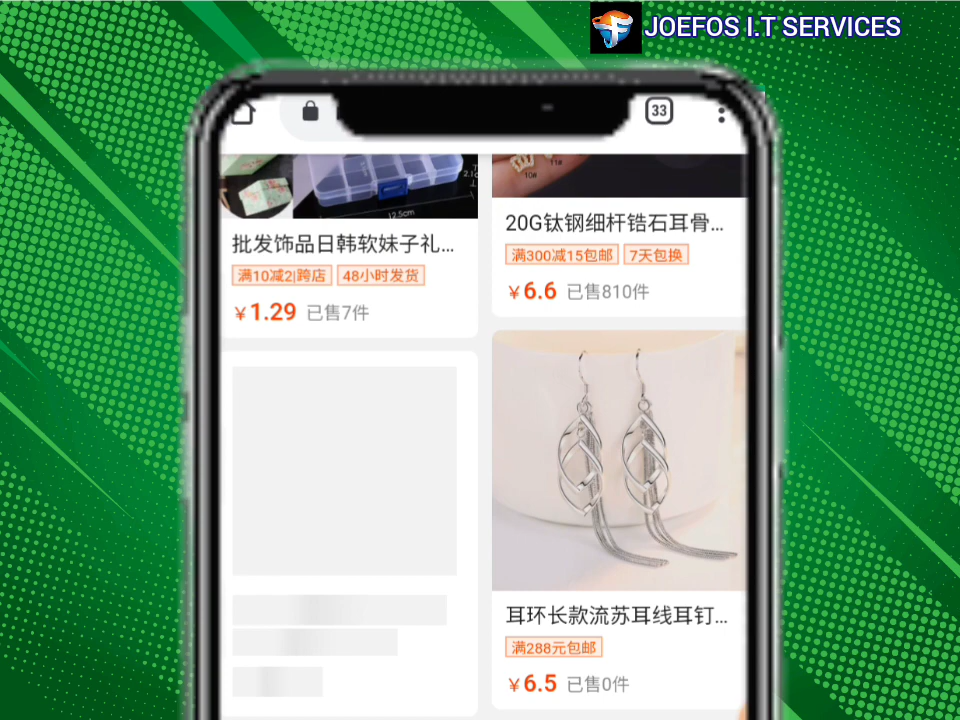 JOEFOS I.T SERVICES
33
12.5cm
批发饰品日韩软妹子礼...
满10减2|跨店 48小时发货
￥1.29 已售7件
10#
11#
20G钛钢细杆锆石耳骨...
满300减15包邮 7天包换
￥6.6 已售810件
耳环长款流苏耳线耳钉...
满288元包邮
￥6.5 已售0件